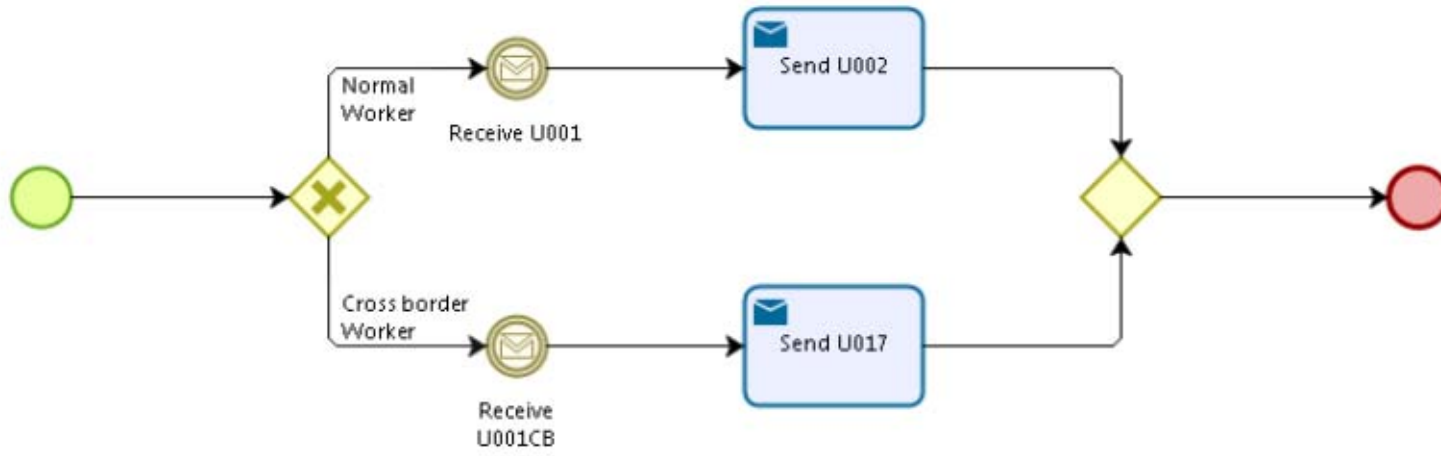 Normal
Worker
Receive U001
Send U002
Cross border
Worker
Receive
U001CB
Send U017